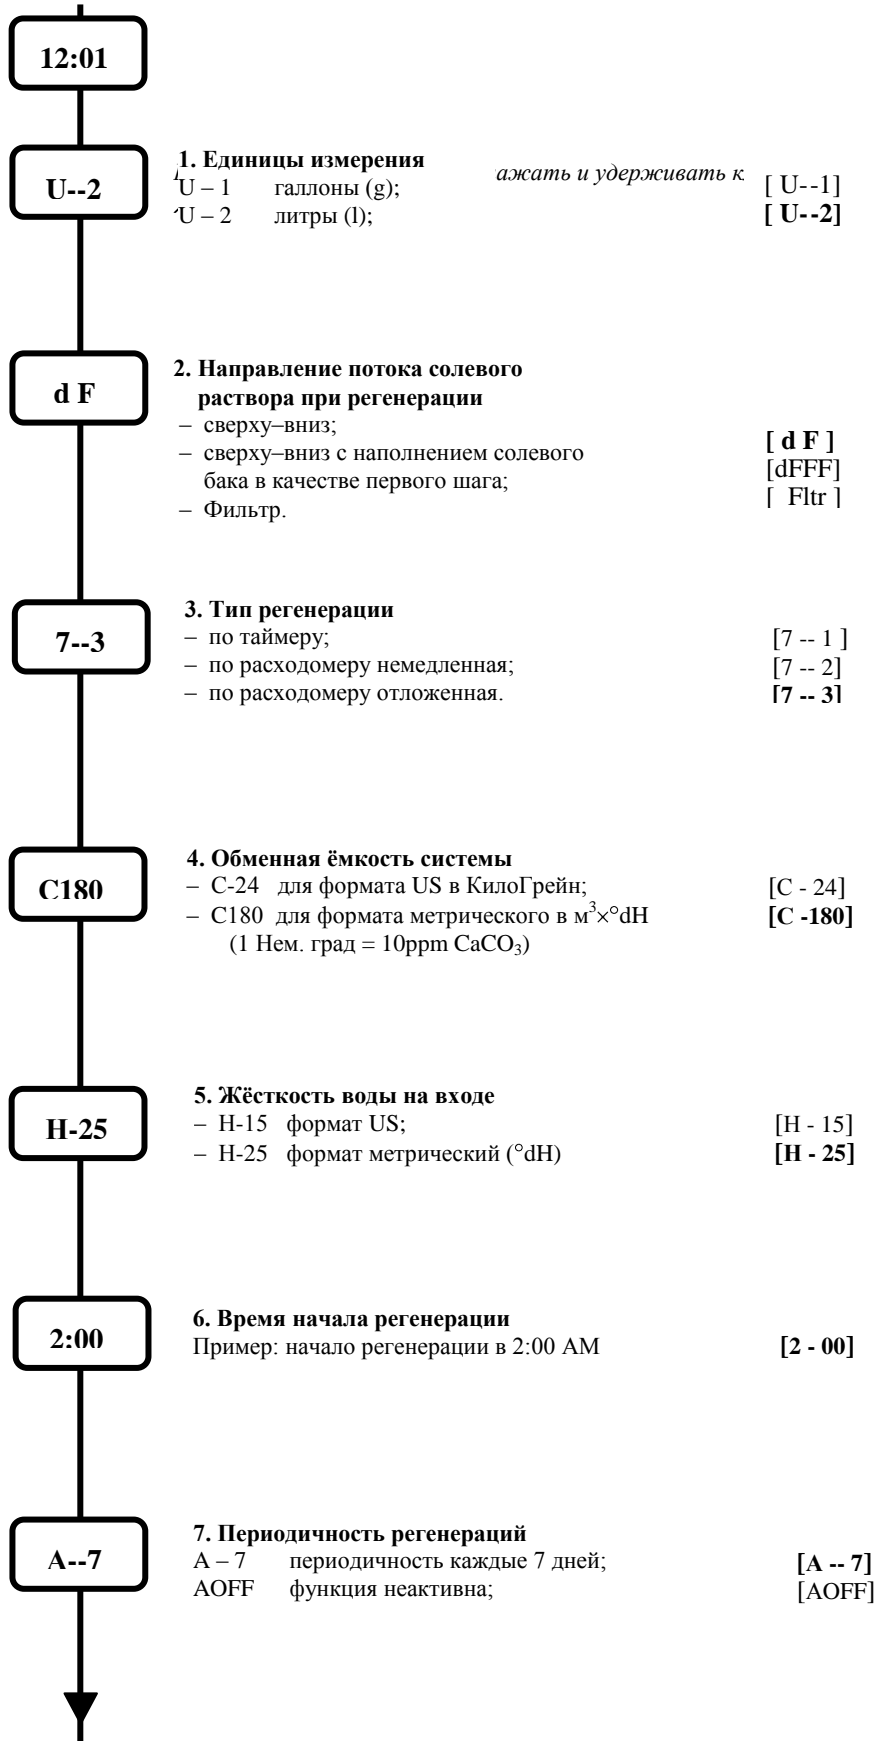 12:01
U--2
1. Единицы измерения
ажать и удерживать к
U – 1 галлоны (g);
[ U--1]
U – 2 литры (l);
[ U--2]
d F
2. Направление потока солевого
раствора при регенерации
– сверху–вниз;
[ d F ]
– сверху–вниз с наполнением солевого
[dFFF]
бака в качестве первого шага;
[ Fltr ]
– Фильтр.
7--3
3. Тип регенерации
– по таймеру;
[7 -- 1 ]
– по расходомеру немедленная;
[7 -- 2]
– по расходомеру отложенная.
[7 -- 3]
C180
4. Обменная ёмкость системы
– С-24 для формата US в КилоГрейн;
[C - 24]
– С180 для формата метрического в м³×°dH
[C -180]
(1 Нем. град = 10ppm CaCO₃)
H-25
5. Жёсткость воды на входе
– H-15 формат US;
[H - 15]
– H-25 формат метрический (°dH)
[H - 25]
2:00
6. Время начала регенерации
Пример: начало регенерации в 2:00 AM
[2 - 00]
A--7
7. Периодичность регенераций
A – 7 периодичность каждые 7 дней;
[A -- 7]
AOFF функция неактивна;
[AOFF]